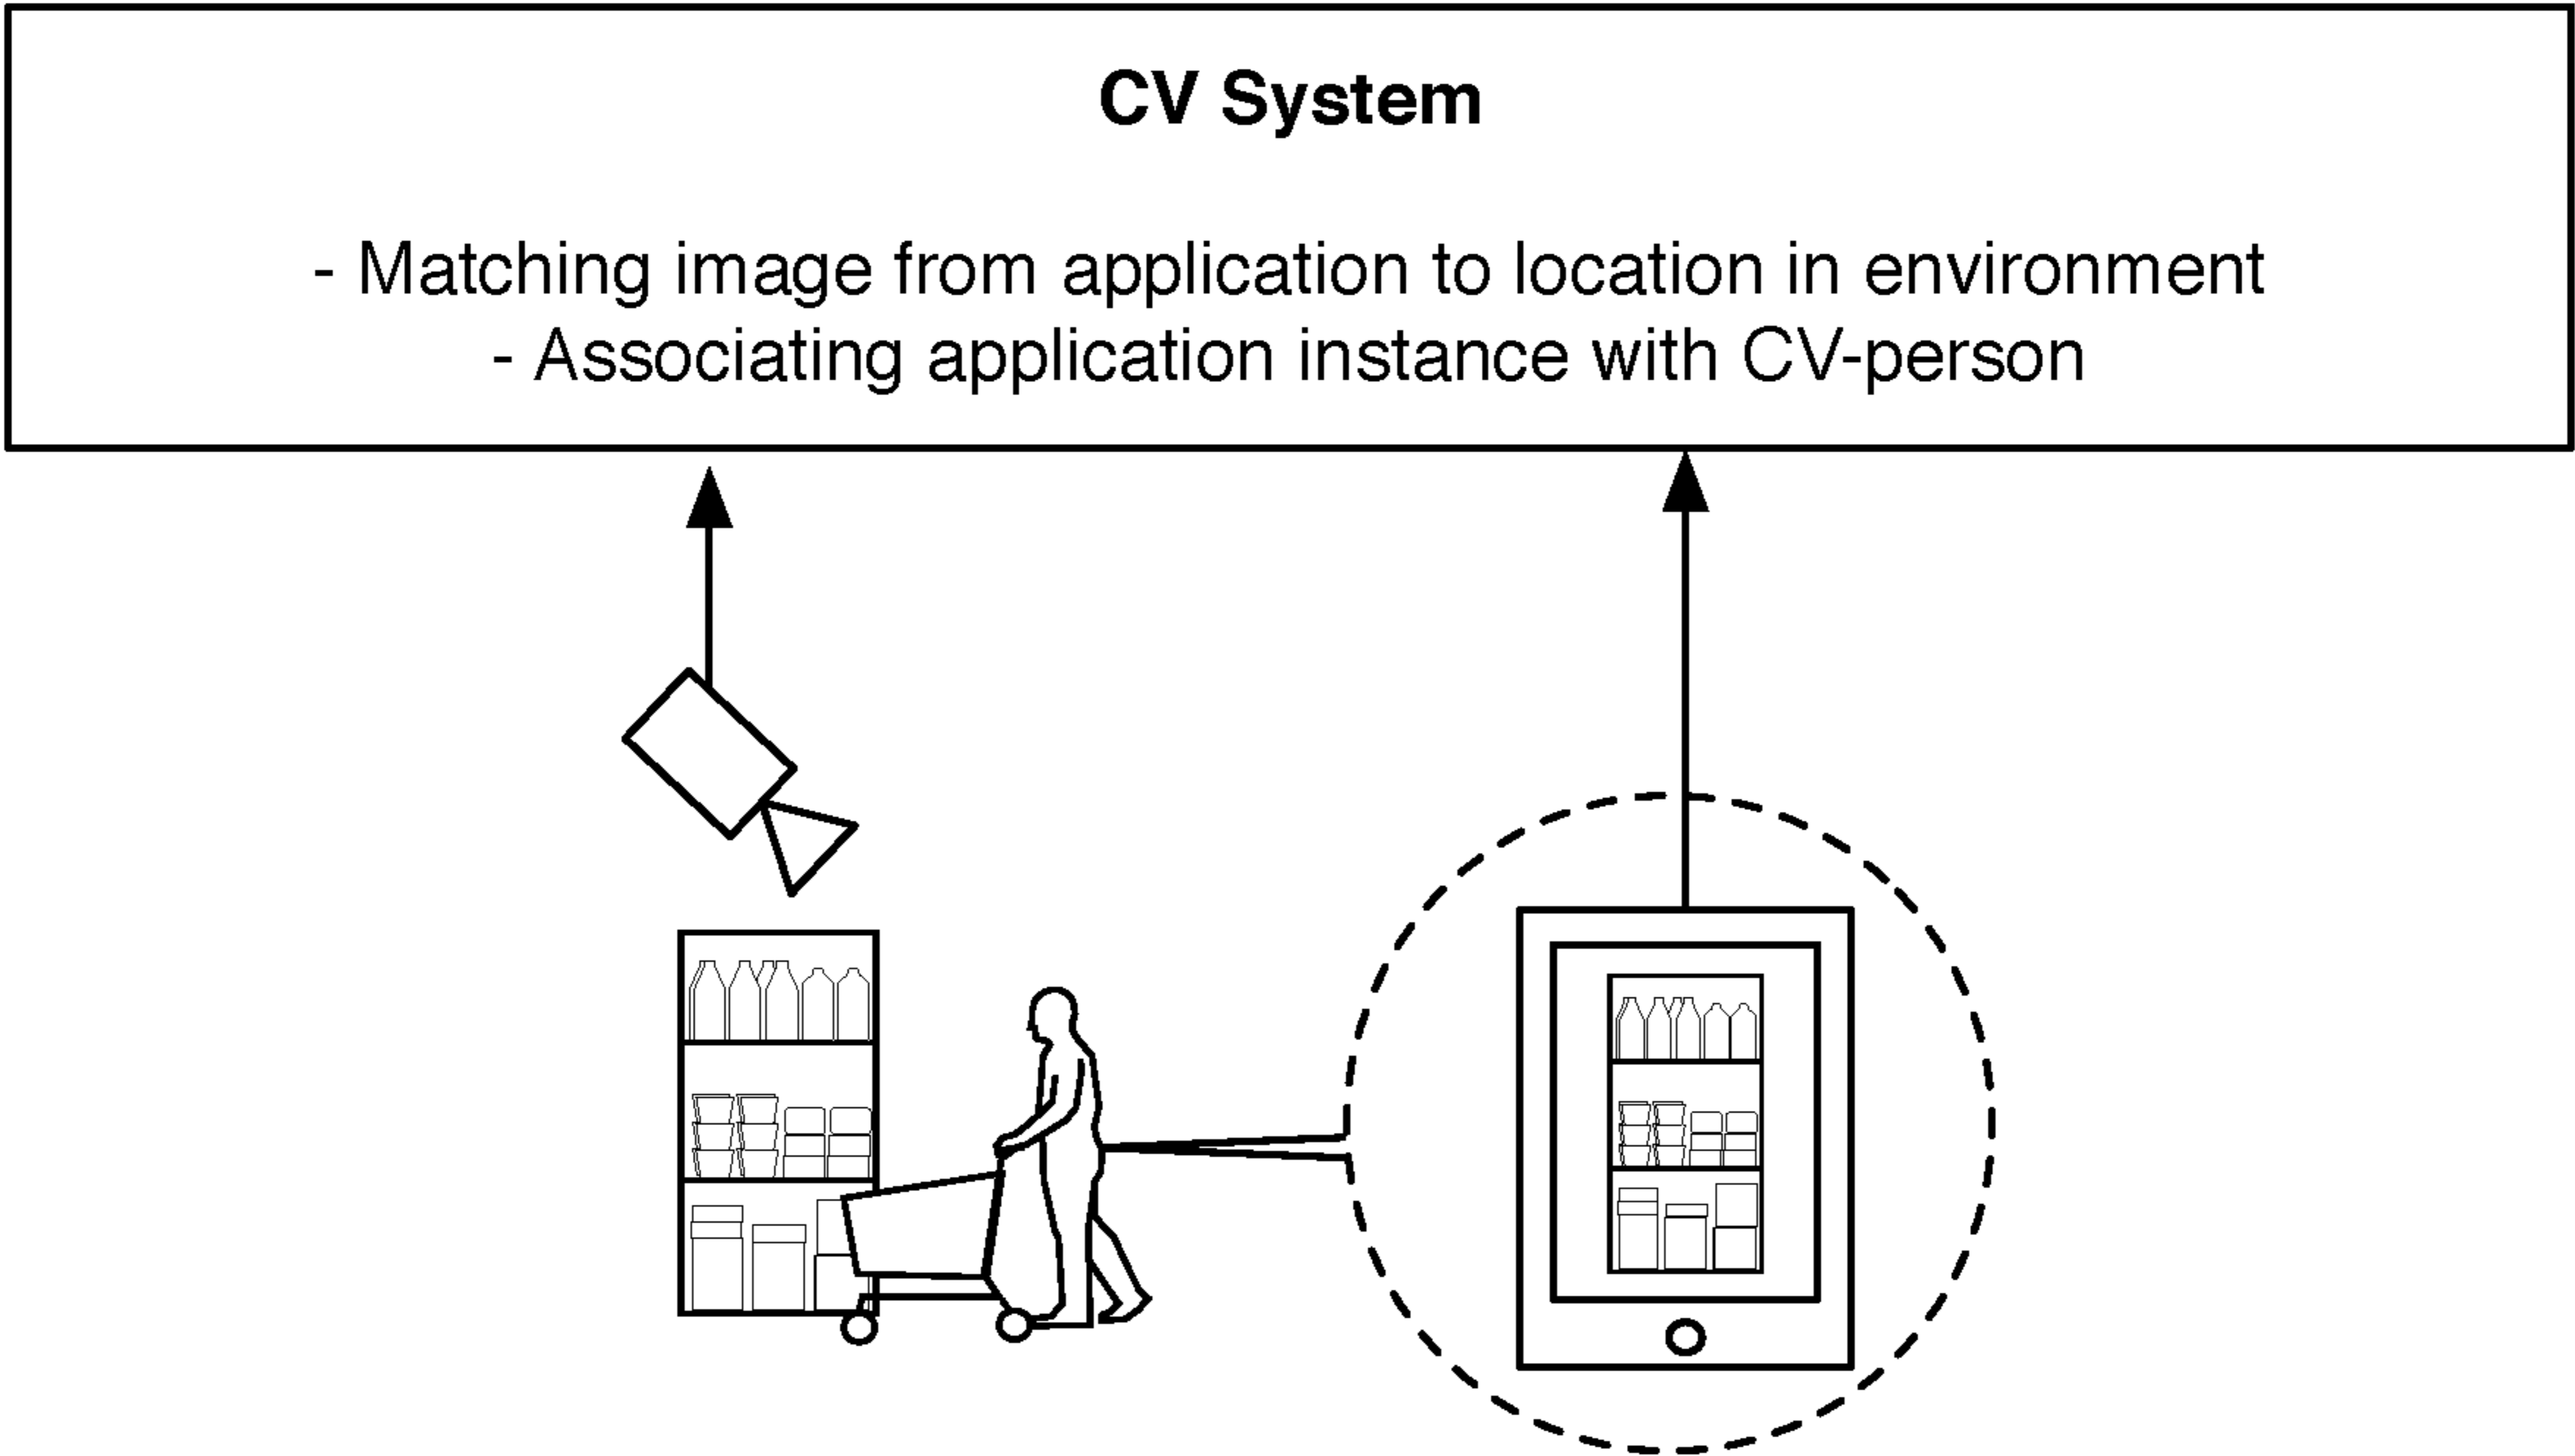 CV System
- Matching image from application to location in environment
- Associating application instance with CV-person